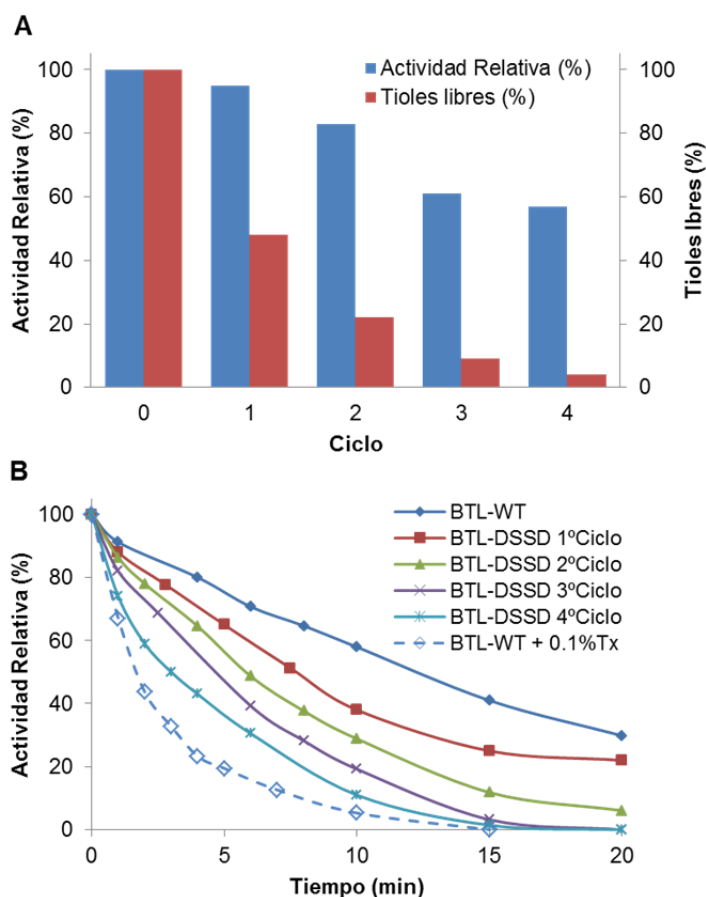 A
Actividad Relativa (%)
Tioles libres (%)
100
80
60
40
20
0
Actividad Relativa (%)
100
80
60
40
20
0
Tioles lbres (%)
0 1 2 3 4
Ciclo
B
BTL-WT
BTL-DSSD 1ºCiclo
BTL-DSSD 2ºCiclo
BTL-DSSD 3ºCiclo
BTL-DSSD 4ºCiclo
BTL-WT + 0.1%Tx
100
80
60
40
20
0
Actividad Relativa (%)
0 5 10 15 20
Tiempo (min)